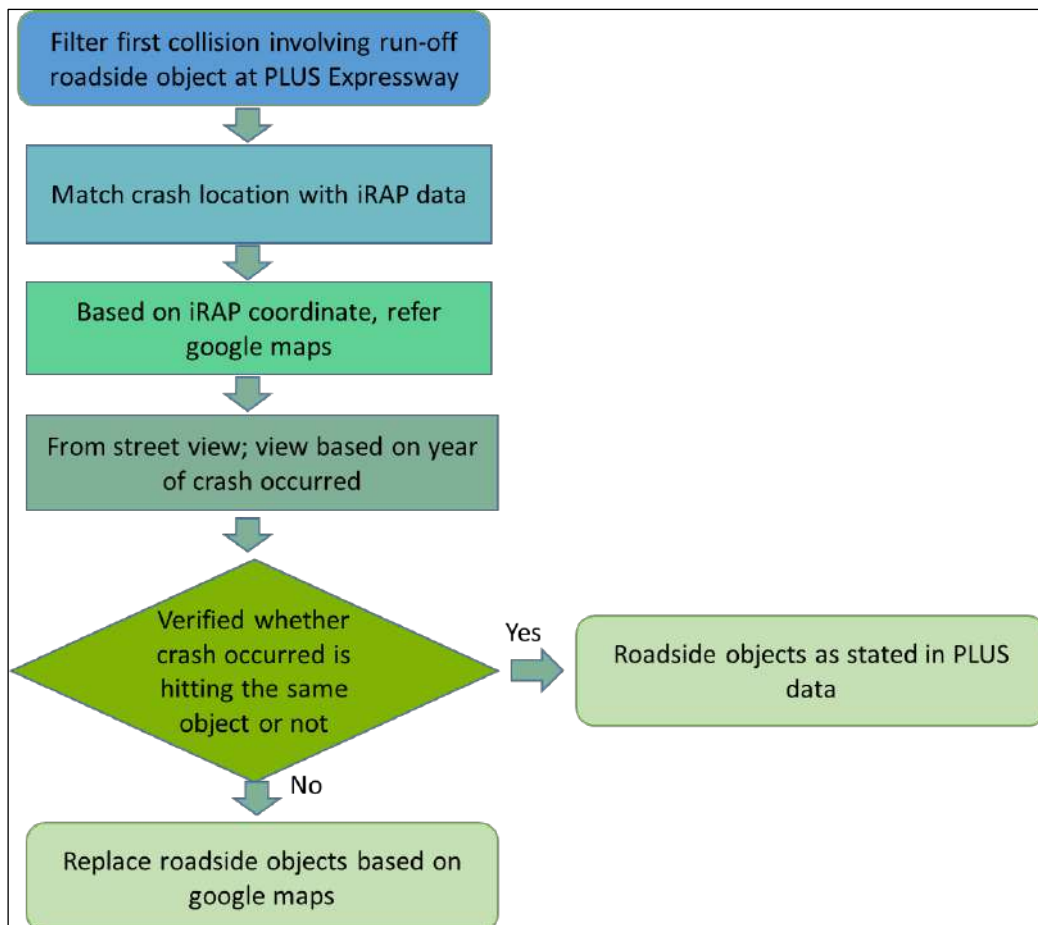 Filter first collision involving run-off
roadside object at PLUS Expressway
Match crash location with iRAP data
Based on iRAP coordinate, refer
google maps
From street view; view based on year
of crash occurred
Verified whether
crash occurred is
hitting the same
object or not
Yes
Roadside objects as stated in PLUS
data
No
Replace roadside objects based on
google maps